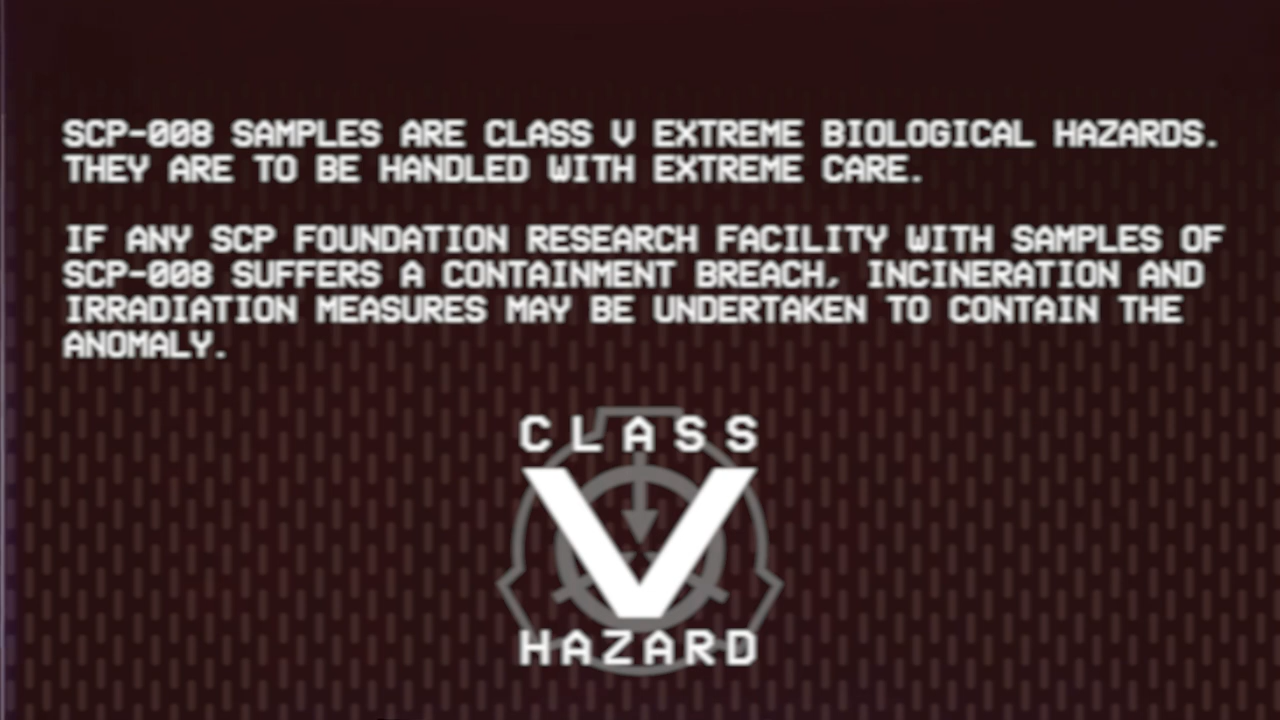 SCP-008 SAMPLES ARE CLASS V EXTREME BIOLOGICAL HAZARDS.
THEY ARE TO BE HANDLED WITH EXTREME CARE.
IF ANY SCP FOUNDATION RESEARCH FACILITY WITH SAMPLES OF
SCP-008 SUFFERS A CONTAINMENT BREACH, INCINERATION AND
IRRADIATION MEASURES MAY BE UNDERTAKEN TO CONTAIN THE
ANOMALY.
CLASS
V
HAZARD